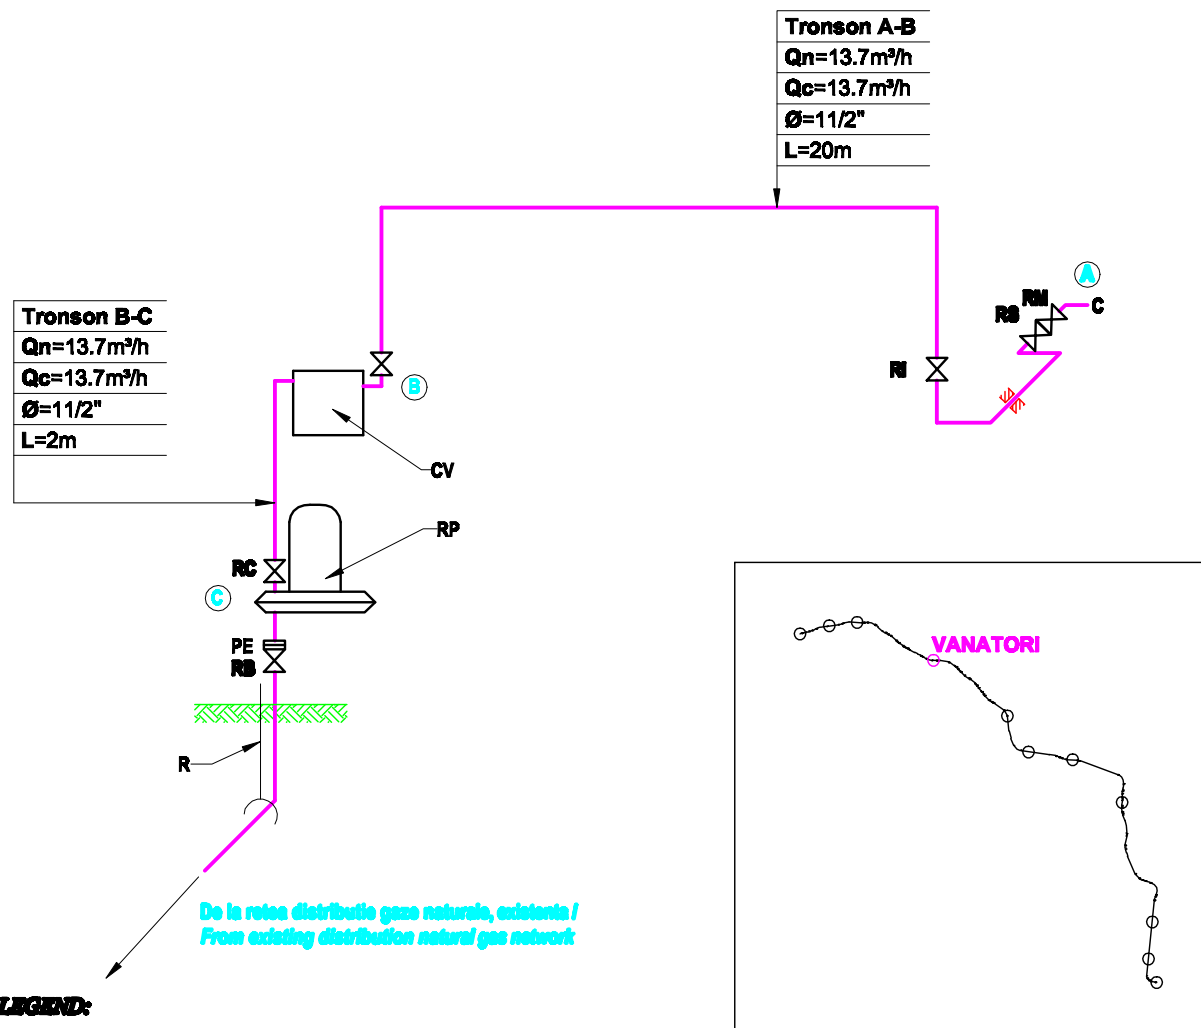 Tronson A-B
Qn=13.7m³/h
Qc=13.7m³/h
Ø=11/2"
L=20m
A
RM
C
RS
Tronson B-C
Qn=13.7m³/h
Qc=13.7m³/h
Ø=11/2"
L=2m
RI
B
CV
RP
RC
C
PE
RB
VANATORI
R
De la retea distributie gaze naturale, existenta /
From existing distribution natural gas network
LEGEND: